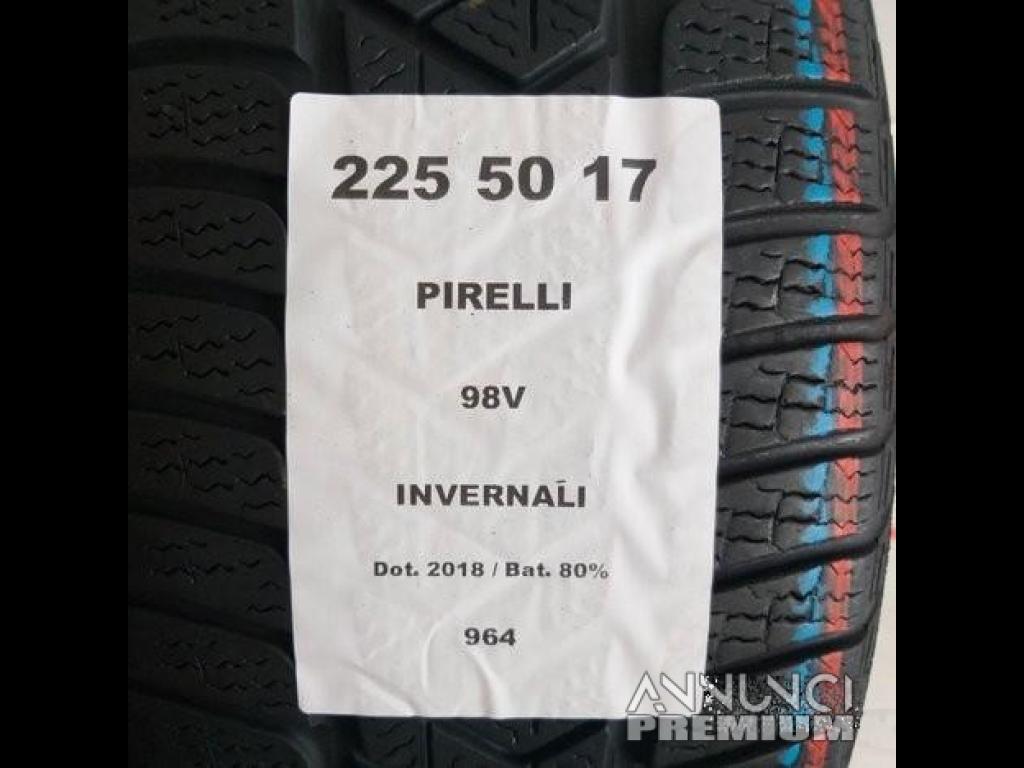 225 50 17
PIRELLI
98V
INVERNALI
Dot. 2018 / Bat. 80%
964
ANNUNCI
PREMIUM